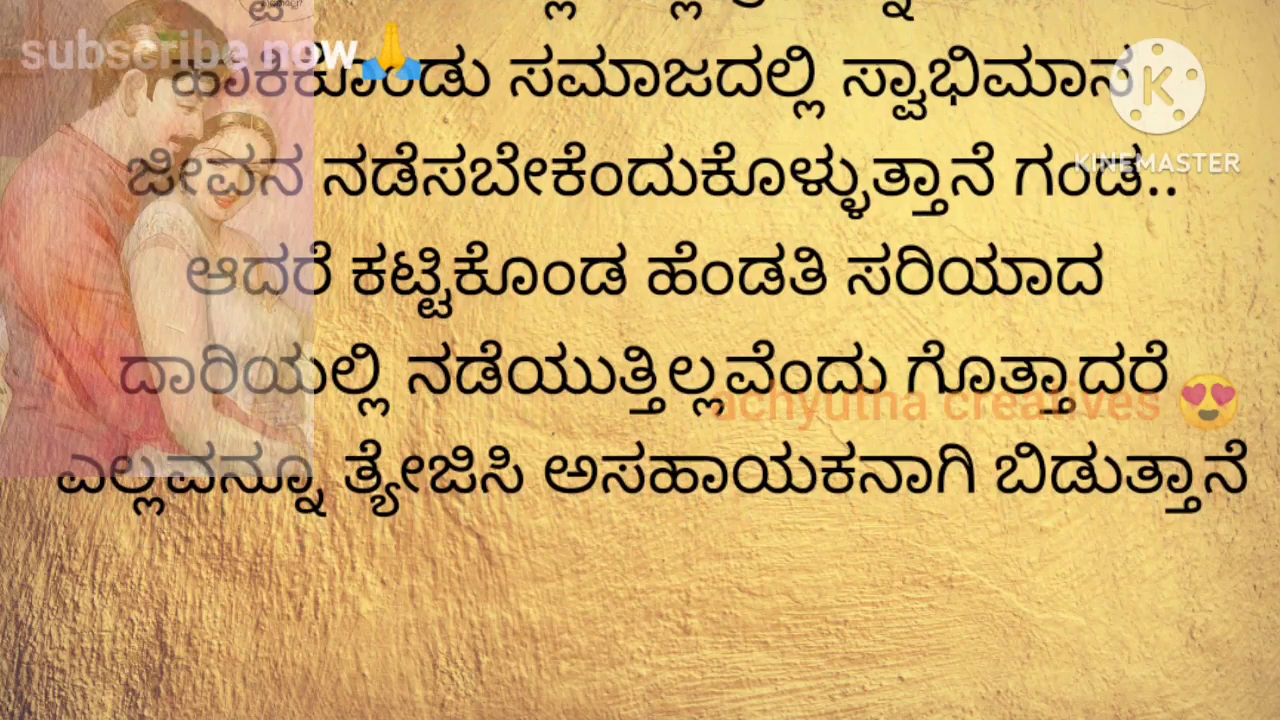 subscribe now🙏
ಹಾಕಿಕೊಂಡು ಸಮಾಜದಲ್ಲಿ ಸ್ವಾಭಿಮಾನ
KINEMASTER
ಜೀವನ ನಡೆಸಬೇಕೆಂದುಕೊಳ್ಳುತ್ತಾನೆ ಗಂಡ..
ಆದರೆ ಕಟ್ಟಿಕೊಂಡ ಹೆಂಡತಿ ಸರಿಯಾದ
ದಾರಿಯಲ್ಲಿ ನಡೆಯುತ್ತಿಲ್ಲವೆಂದು ಗೊತ್ತಾದರೆ
achyutha creatives 😍
ಎಲ್ಲವನ್ನೂ ತ್ಯೇಜಿಸಿ ಅಸಹಾಯಕನಾಗಿ ಬಿಡುತ್ತಾನೆ